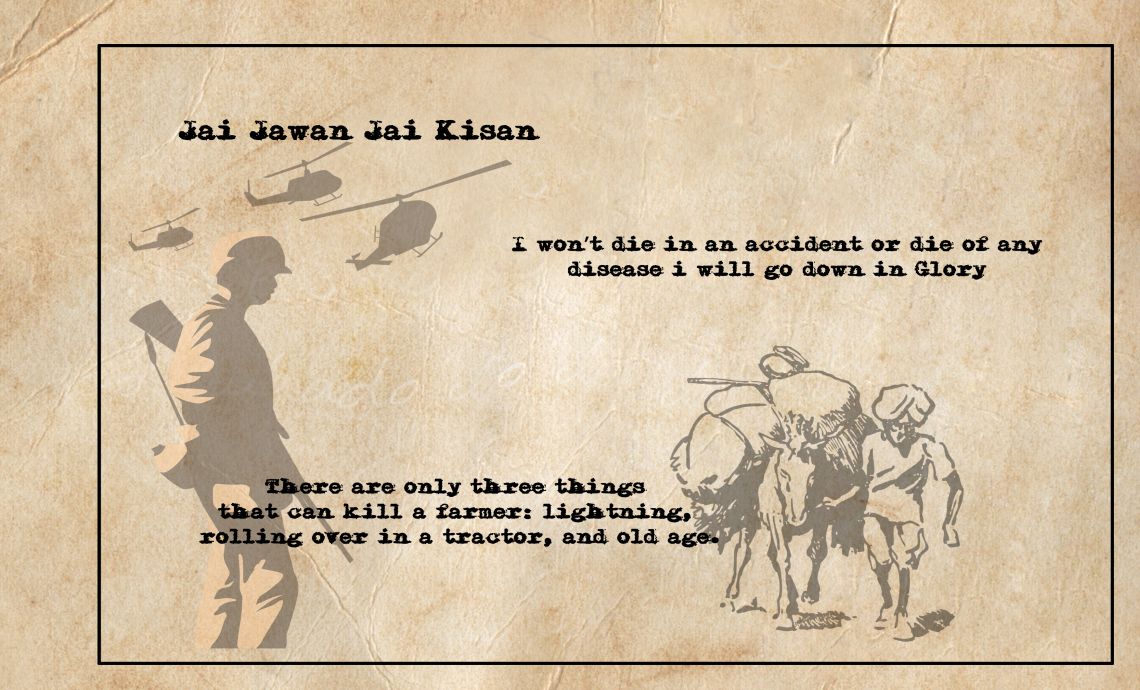 Jai Jawan Jai Kisan
I won't die in an accident or die of any
disease i will go down in Glory
There are only three things
that can kill a farmer: lightning,
rolling over in a tractor, and old age.